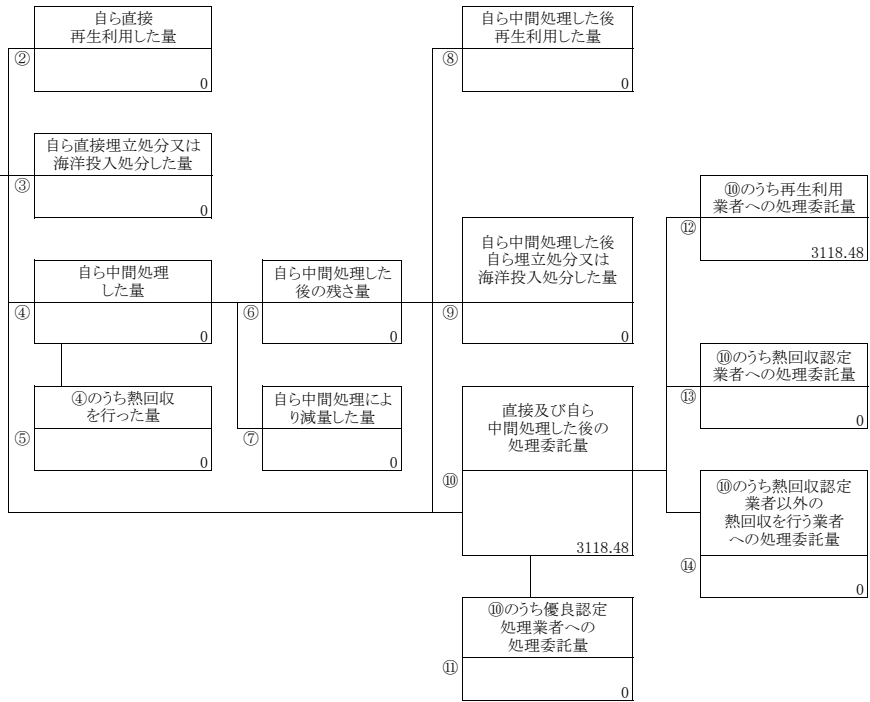 自ら直接
再生利用した量
②
0
自ら中間処理した後
再生利用した量
⑧
0
自ら直接埋立処分又は
海洋投入処分した量
③
0
⑩のうち再生利用
業者への処理委託量
⑫
3118.48
自ら中間処理した後
自ら埋立処分又は
海洋投入処分した量
⑨
0
自ら中間処理
した量
④
0
自ら中間処理した
後の残さ量
⑥
0
⑩のうち熱回収認定
業者への処理委託量
⑬
0
④のうち熱回収
を行った量
⑤
0
自ら中間処理によ
り減量した量
⑦
0
直接及び自ら
中間処理した後の
処理委託量
⑩
3118.48
⑩のうち熱回収認定
業者以外の
熱回収を行う業者
への処理委託量
⑭
0
⑩のうち優良認定
処理業者への
処理委託量
⑪
0